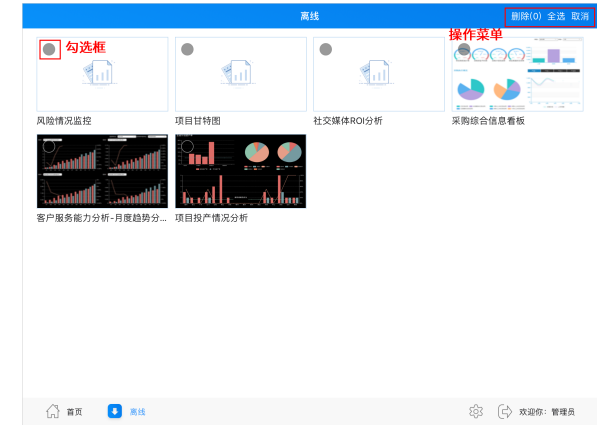 离线
删除(0) 全选 取消
操作菜单
勾选框
风险情况监控
项目甘特图
社交媒体ROI分析
采购综合信息看板
客户服务能力分析-月度趋势分...
项目投产情况分析
首页
离线
欢迎你: 管理员